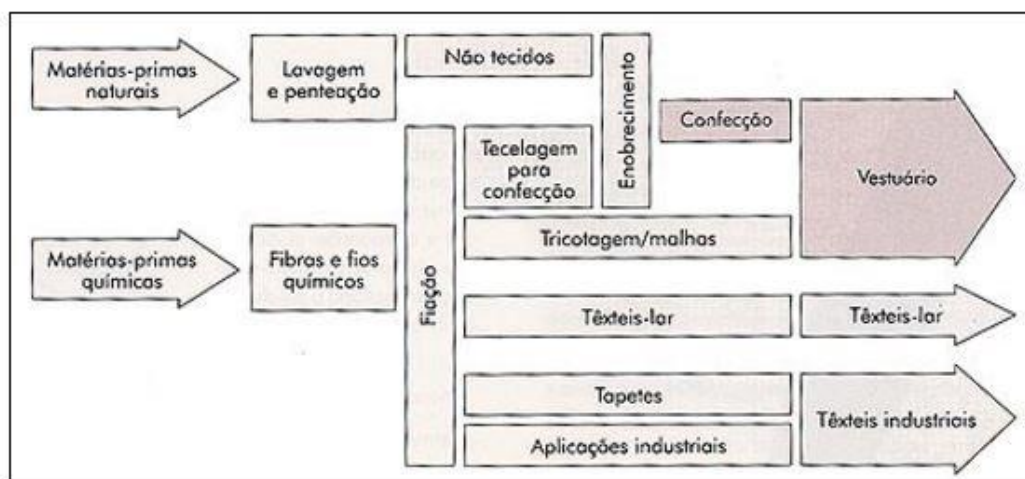 Matérias-primas
naturais
Lavagem
e penteação
Não tecidos
Enobrecimento
Confecção
Vestuário
Tecelagem
para
confecção
Tricotagem/malhas
Matérias-primas
químicas
Fibras e fios
químicos
Fiação
Têxteis-lar
Têxteis-lar
Tapetes
Aplicações industriais
Têxteis industriais